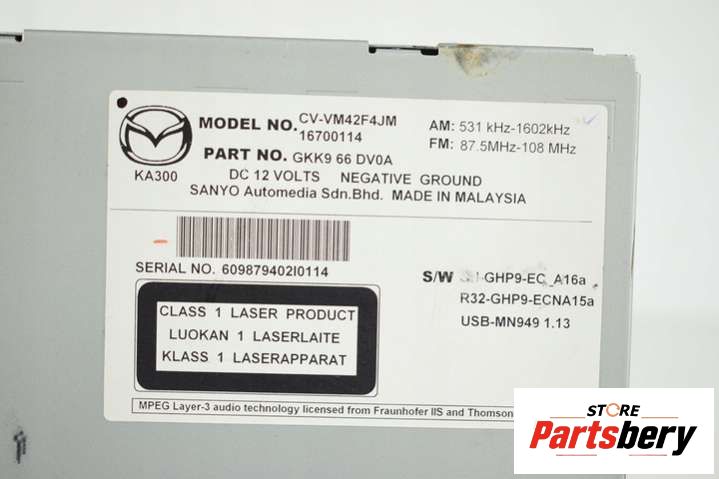 MODEL NO. CV-VM42F4JM
16700114
AM: 531 kHz-1602kHz
FM: 87.5MHz-108 MHz
PART NO. GKK9 66 DV0A
KA300
DC 12 VOLTS NEGATIVE GROUND
SANYO Automedia Sdn.Bhd. MADE IN MALAYSIA
SERIAL NO. 609879402I0114
S/W
R32-GHP9-ECNA15a
USB-MN949 1.13
CLASS 1 LASER PRODUCT
LUOKAN 1 LASERLAITE
KLASS 1 LASERAPPARAT
MPEG Layer-3 audio technology licensed from Fraunhofer IIS and Thomson
STORE
Partsbery